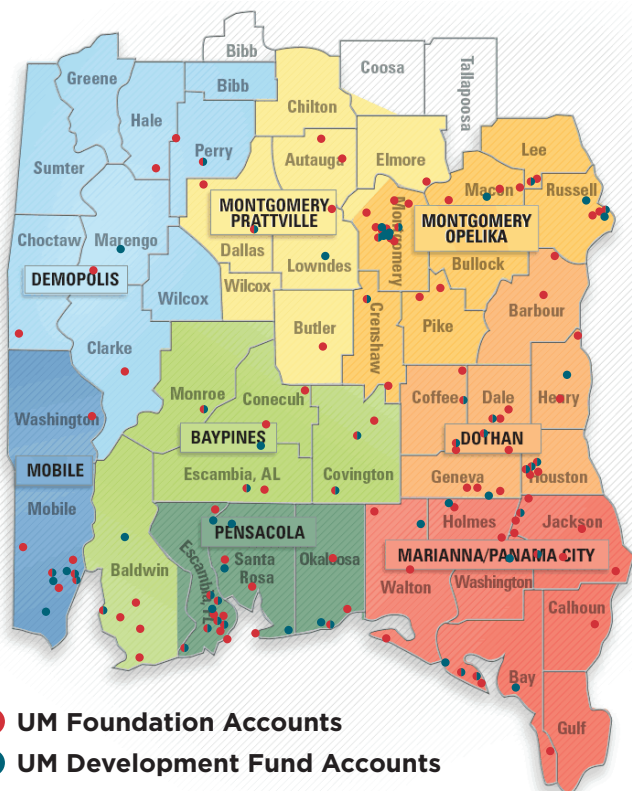 Bibb
Greene
Bibb
Coosa
Tallapoosa
Hale
Chilton
Perry
Autauga
Elmore
Lee
Sumter
Macon
Russell
MONTGOMERY
PRATTVILLE
Montgomery
MONTGOMERY
OPELIKA
Choctaw
Marengo
Dallas
Lowndes
Bullock
DEMOPOLIS
Wilcox
Wilcox
Butler
Crenshaw
Pike
Barbour
Clarke
Monroe
Conecuh
Coffee
Dale
Henry
Washington
BAYPINES
DOTHAN
MOBILE
Escambia, AL
Covington
Geneva
Houston
Mobile
Holmes
Jackson
PENSACOLA
Escambia, FL
Santa
Rosa
Okaloosa
MARIANNA/PANAMA CITY
Baldwin
Walton
Washington
Calhoun
Bay
Gulf
UM Foundation Accounts
UM Development Fund Accounts